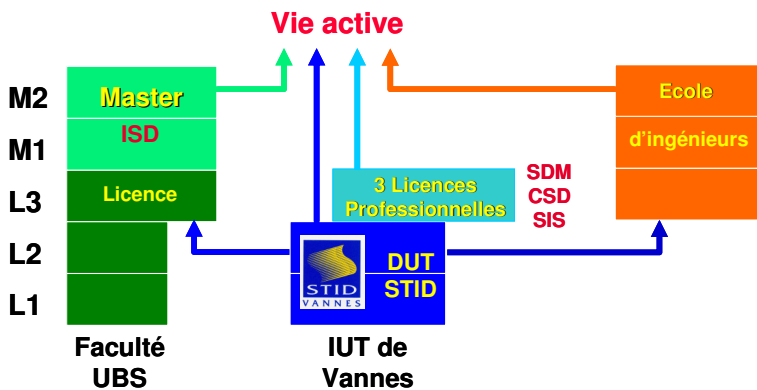 Vie active
M2
M1
L3
L2
L1
Master
ISD
Licence
3 Licences
Professionnelles
SDM
CSD
SIS
Ecole
d'ingénieurs
DUT
STID
STID
VANNES
Faculté
UBS
IUT de
Vannes